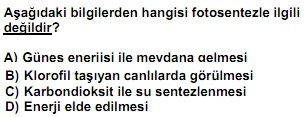 Aşağıdaki bilgilerden hangisi fotosentezle ilgili
değildir?
A) Güneş enerjisi ile meydana gelmesi
B) Klorofil taşıyan canlılarda görülmesi
C) Karbondioksit ile su sentezlenmesi
D) Enerji elde edilmesi